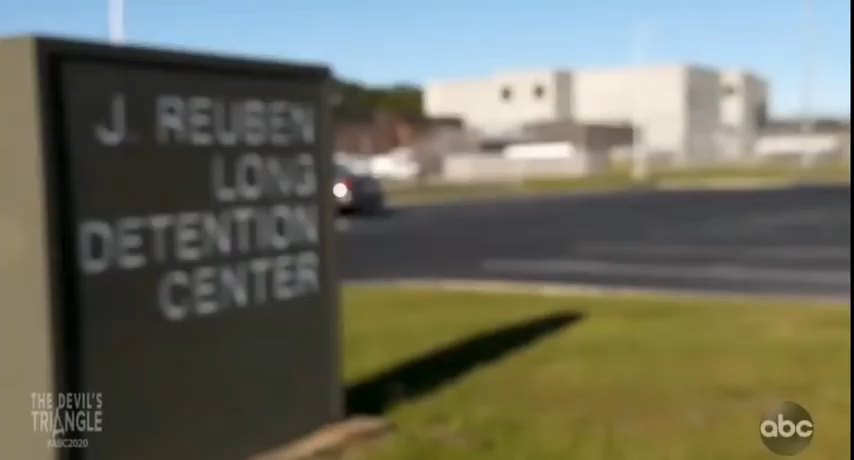 J. REUBEN
LONG
DETENTION
CENTER
THE DEVIL'S
TRIANGLE
#ABC2020
abc